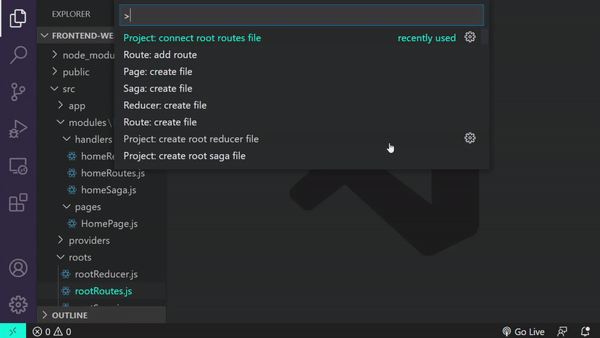 EXPLORER
FRONTEND-WE
node_modu
public
src
app
modules\
handlers
homeRe
homeRoutes.js
homeSaga.js
pages
HomePage.js
providers
roots
rootReducer.js
rootRoutes.js
OUTLINE
>
Project: connect root routes file recently used
Route: add route
Page: create file
Saga: create file
Reducer: create file
Route: create file
Project: create root reducer file
Project: create root saga file
0 0 Go Live